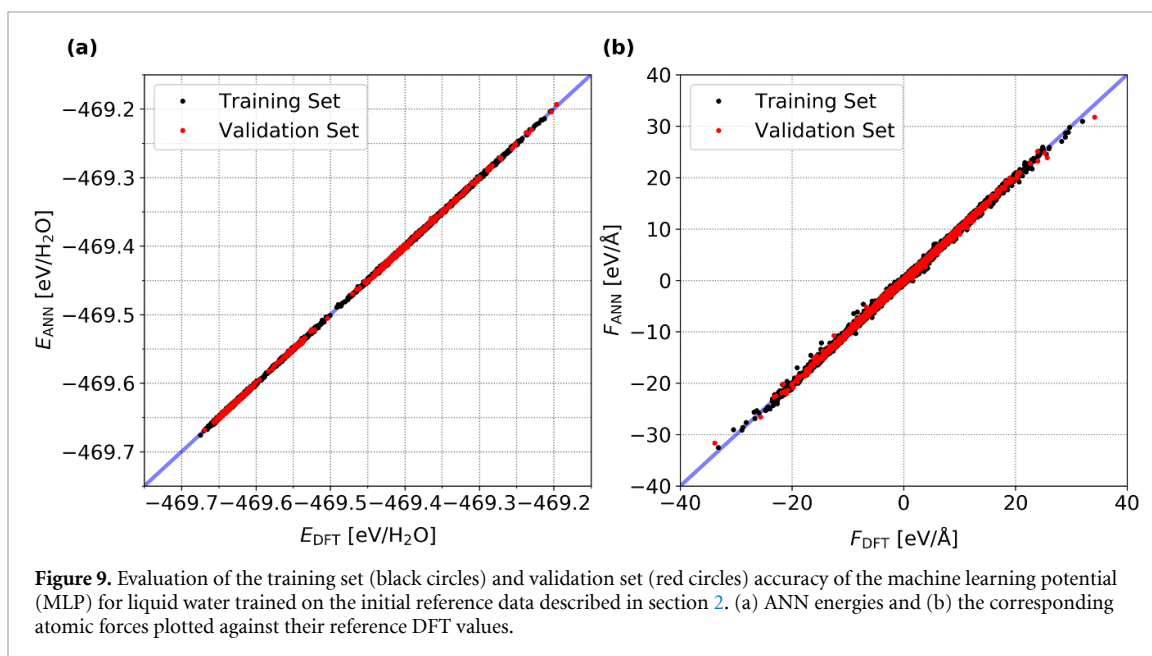 (a)
Training Set
Validation Set
−469.2
−469.3
−469.4
−469.5
−469.6
−469.7
E_ANN [eV/H₂O]
−469.7−469.6−469.5−469.4−469.3−469.2
E_DFT [eV/H₂O]
(b)
Training Set
Validation Set
40
30
20
10
0
−10
−20
−30
−40
F_ANN [eV/Å]
−40 −20 0 20 40
F_DFT [eV/Å]
Figure 9. Evaluation of the training set (black circles) and validation set (red circles) accuracy of the machine learning potential
(MLP) for liquid water trained on the initial reference data described in section 2. (a) ANN energies and (b) the corresponding
atomic forces plotted against their reference DFT values.